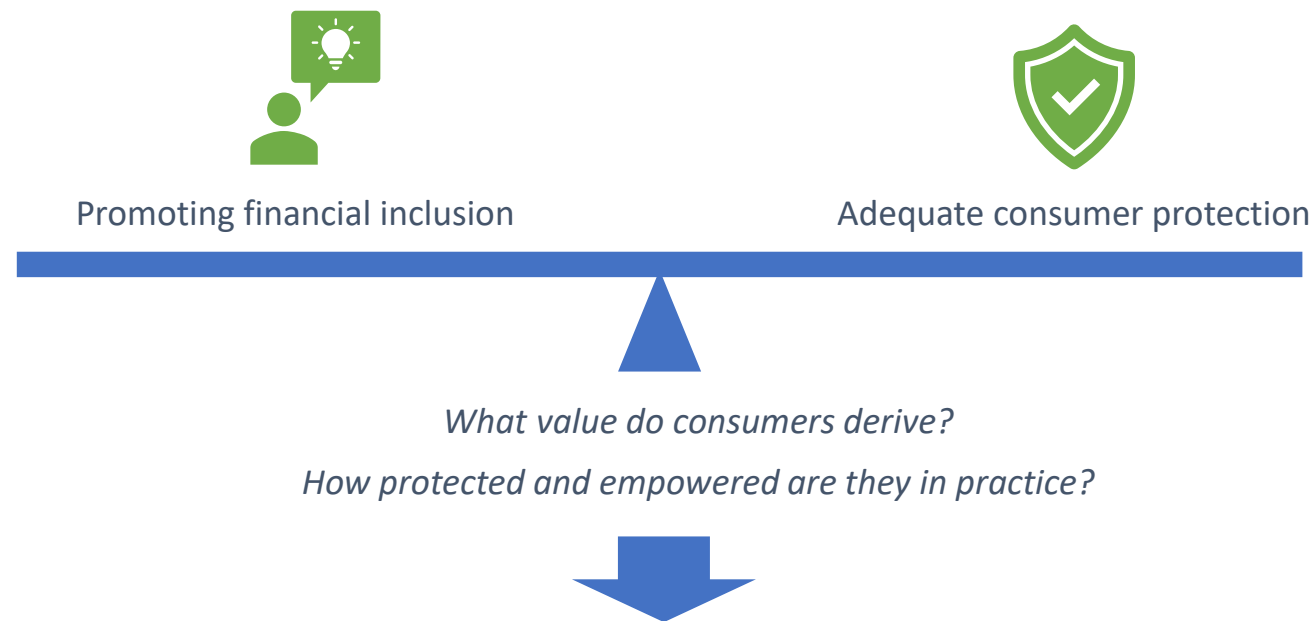 Promoting financial inclusion
Adequate consumer protection
What value do consumers derive?
How protected and empowered are they in practice?